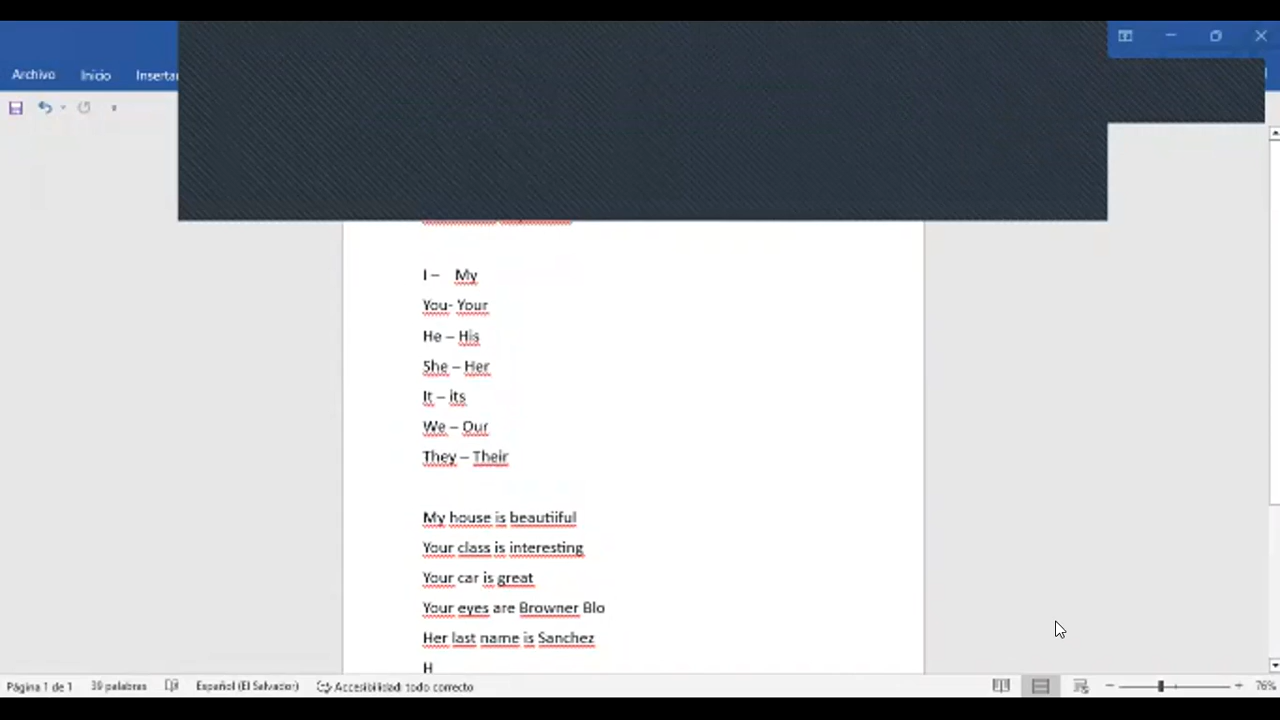 Archivo Inicio Insertar
I – My
You- Your
He – His
She – Her
It – its
We – Our
They – Their
My house is beautiiful
Your class is interesting
Your car is great
Your eyes are Browner Blo
Her last name is Sanchez
H
Página 1 de 1 39 palabras Español (El Salvador) Accesibilidad: todo correcto 76%